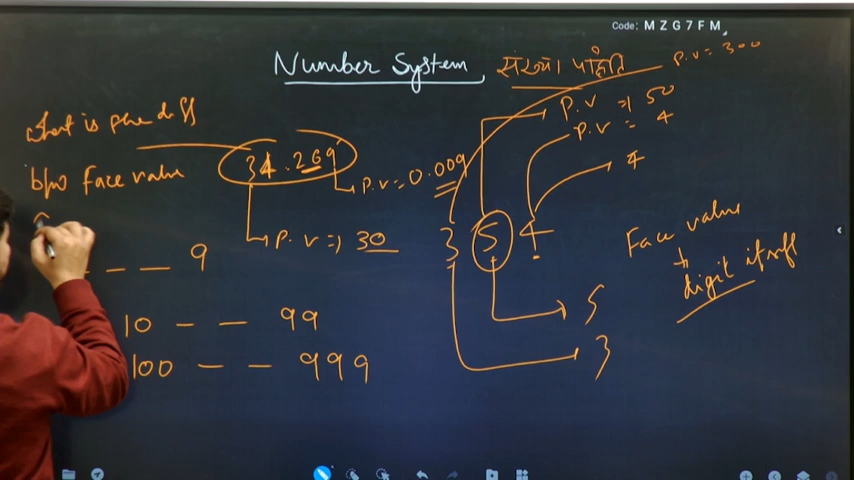 Code: MZG7FM
Number System, संख्या पद्धति
P.V = 300
what is the diff
b/w face value
34.269
P.V = 0.009
P.V => 30
P.V => 50
P.V = 4
4
3 5 4
5
3
Face value
digit itself
— — 9
10 — — 99
100 — — 999